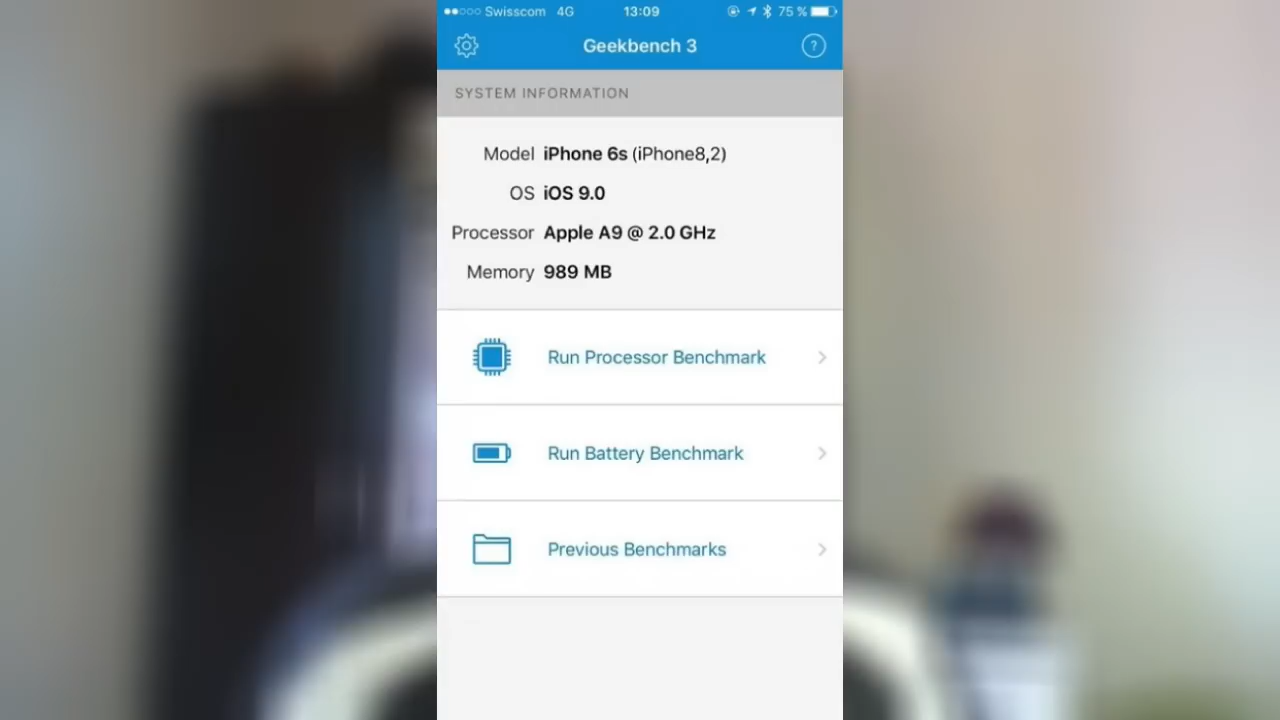 Swisscom 4G 13:09 75 %
Geekbench 3 ?
SYSTEM INFORMATION
Model iPhone 6s (iPhone8,2)
OS iOS 9.0
Processor Apple A9 @ 2.0 GHz
Memory 989 MB
Run Processor Benchmark
Run Battery Benchmark
Previous Benchmarks